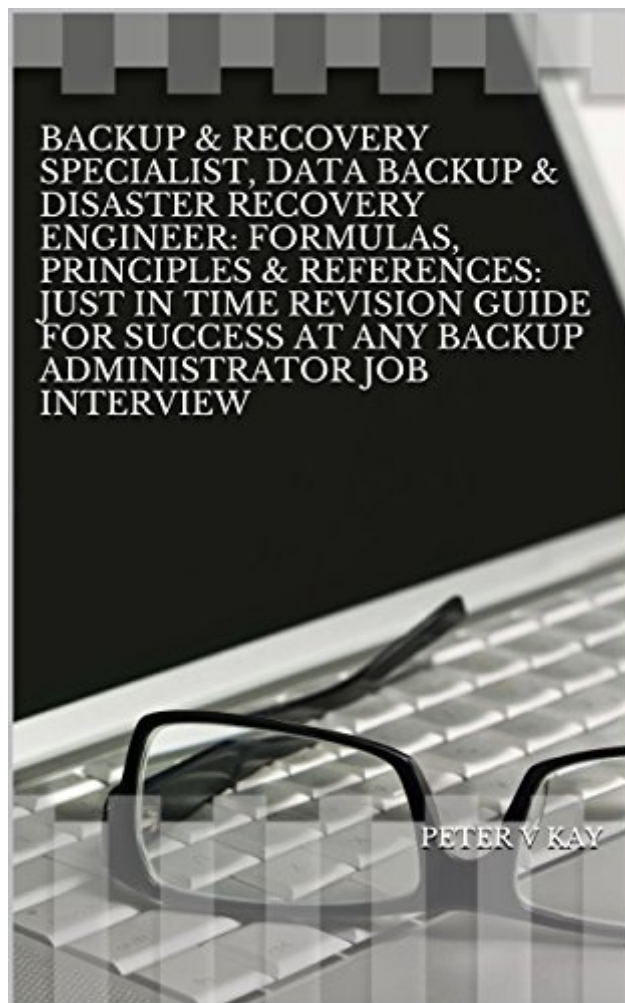 BACKUP & RECOVERY
SPECIALIST, DATA BACKUP &
DISASTER RECOVERY
ENGINEER: FORMULAS,
PRINCIPLES & REFERENCES:
JUST IN TIME REVISION GUIDE
FOR SUCCESS AT ANY BACKUP
ADMINISTRATOR JOB
INTERVIEW
PETER V KAY